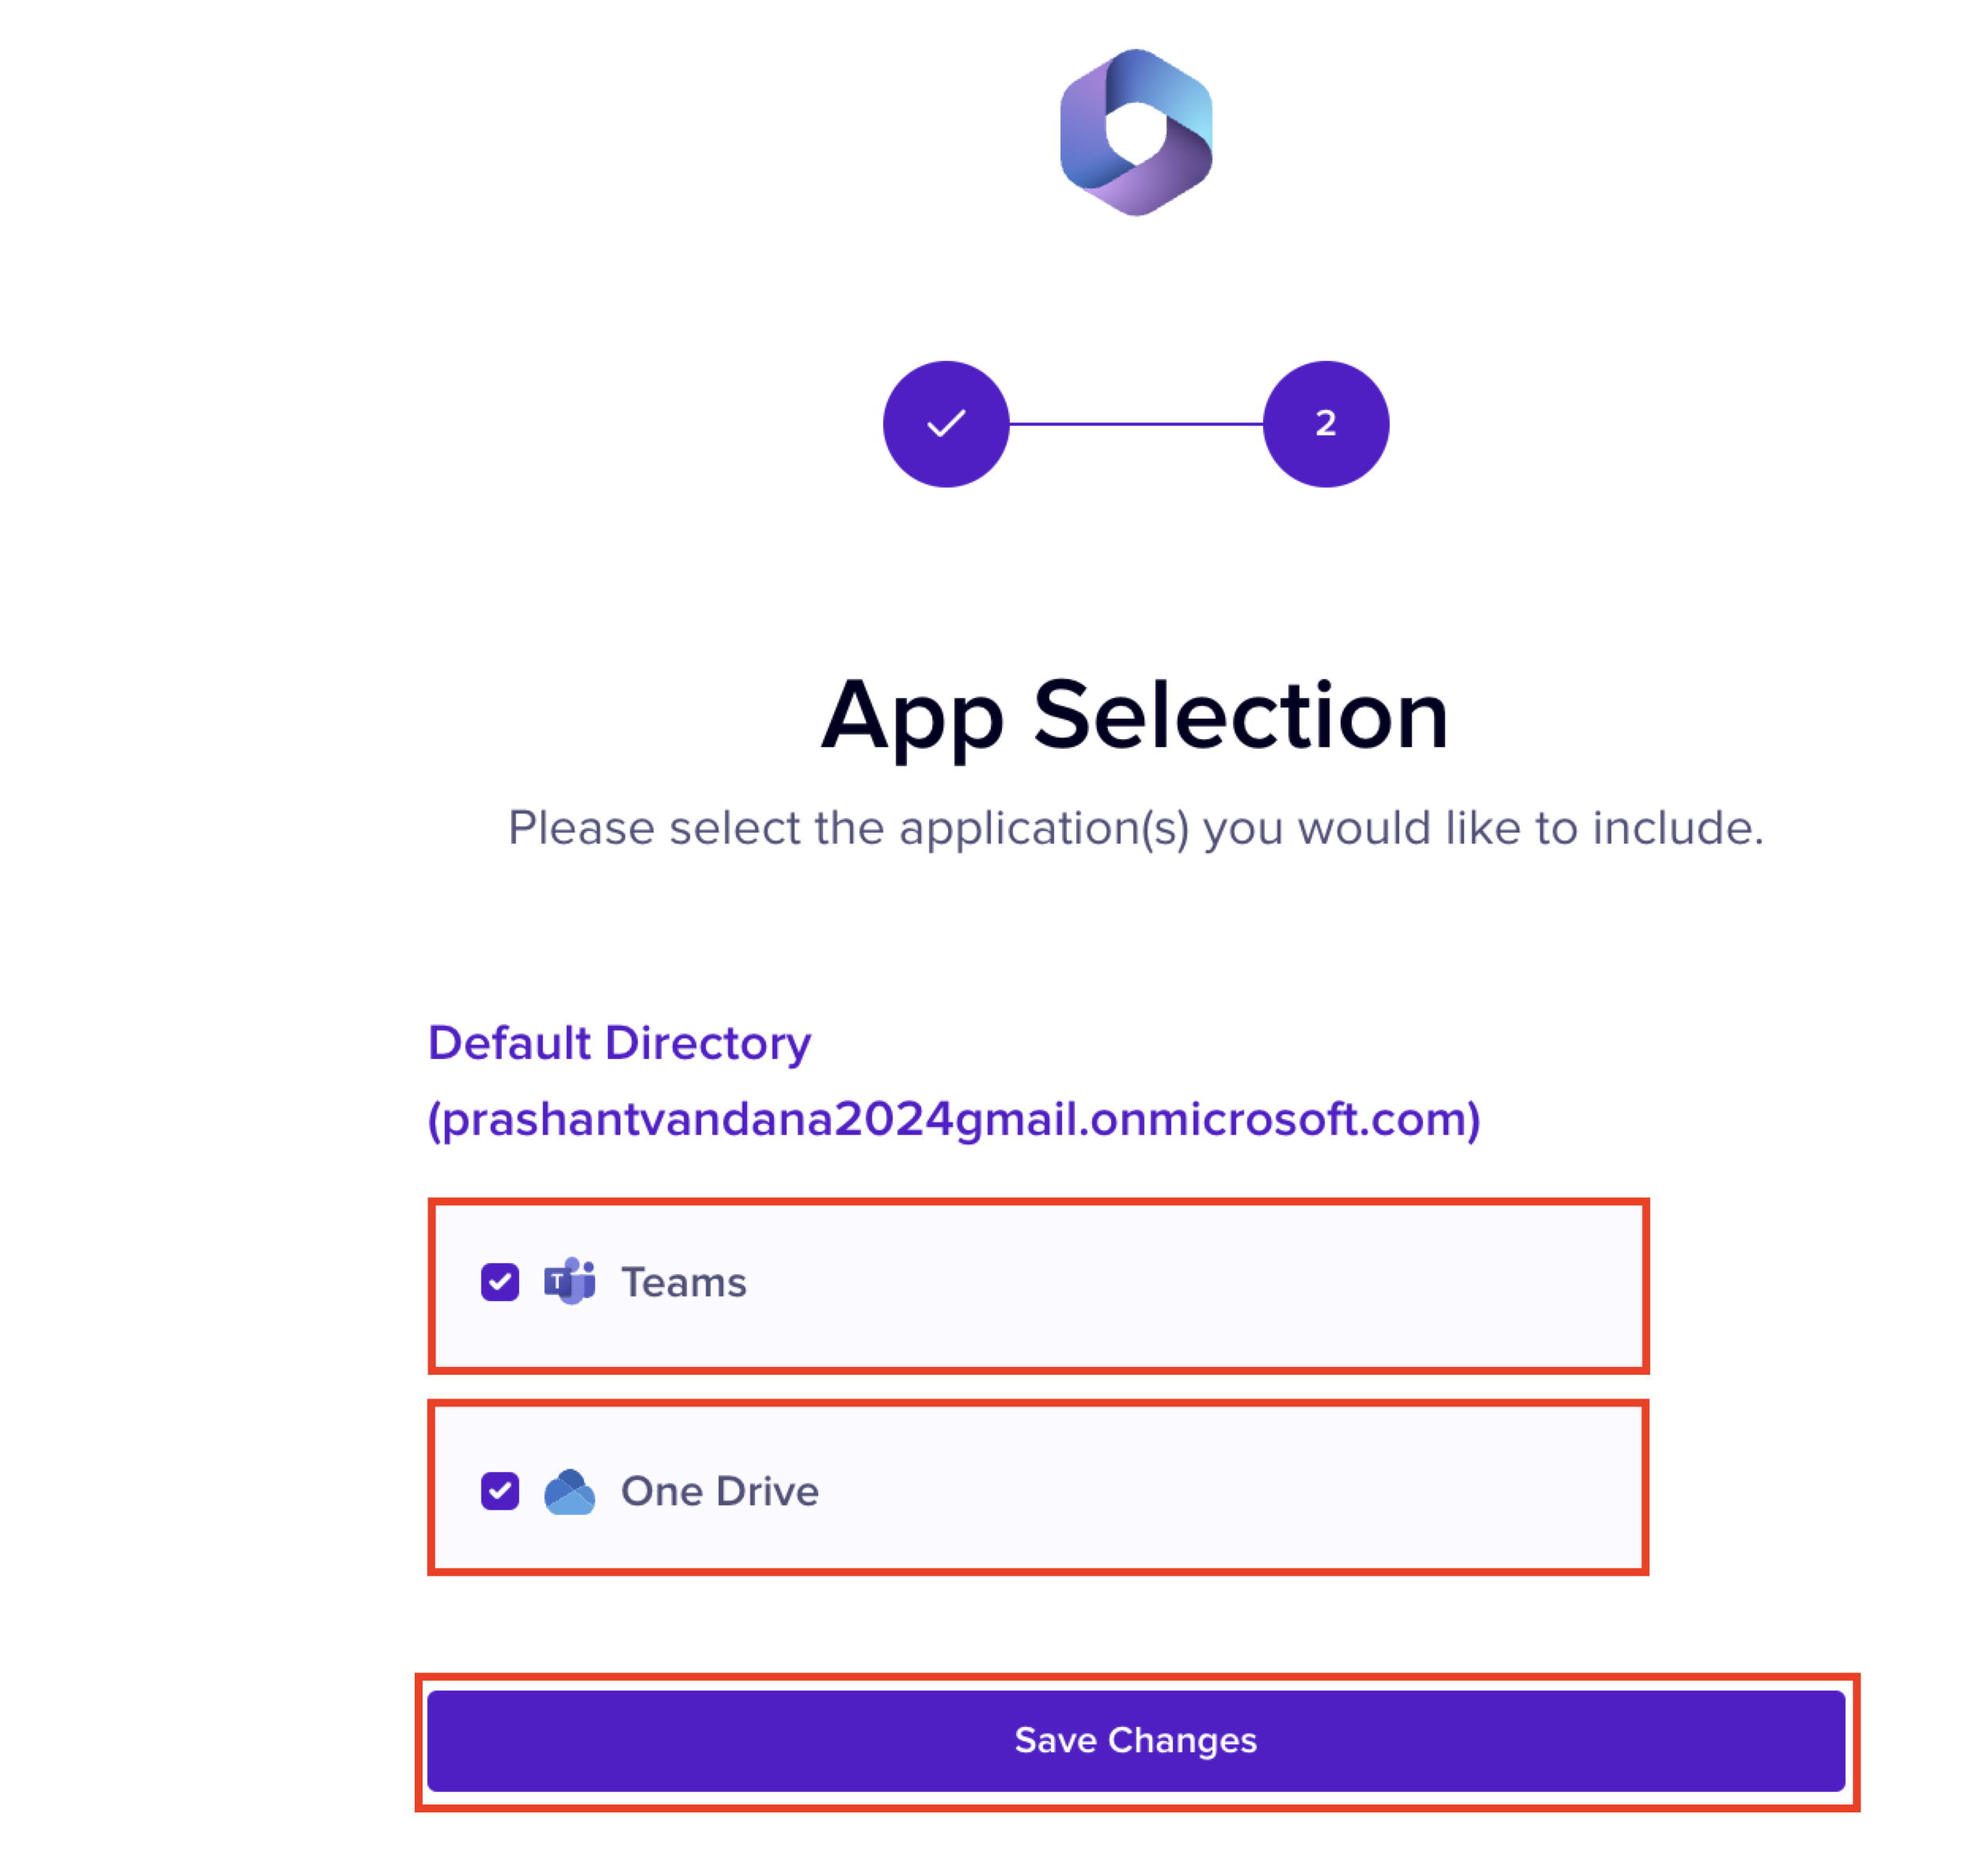 2
App Selection
Please select the application(s) you would like to include.
Default Directory
(prashantvandana2024gmail.onmicrosoft.com)
T
Teams
One Drive
Save Changes